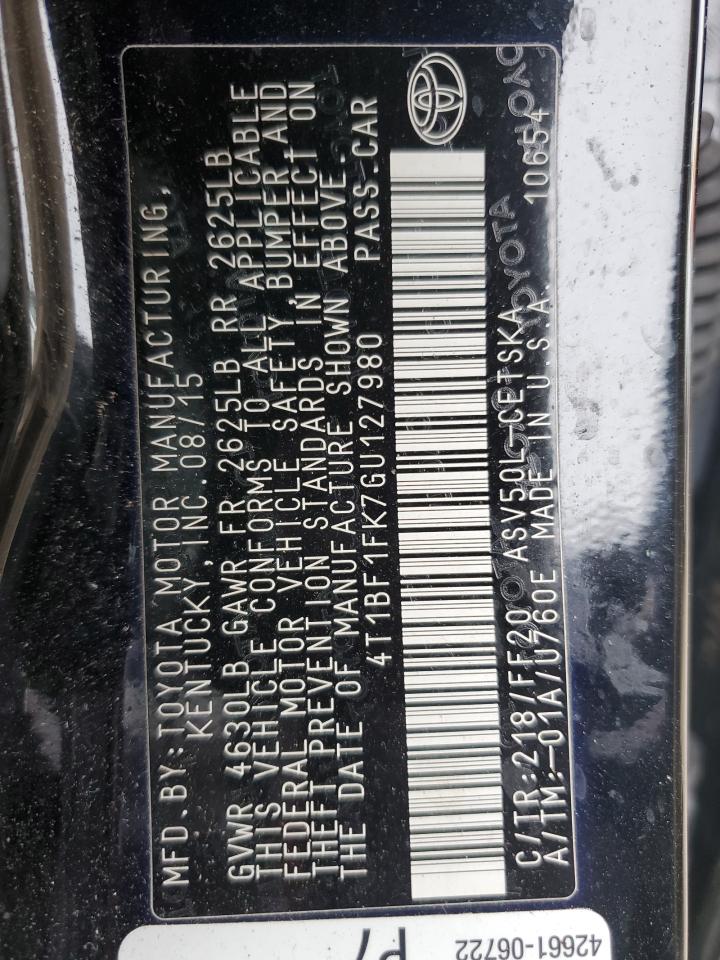 MFD.BY:TOYOTA MOTOR MANUFACTURING,
KENTUCKY, INC. 08/15
GVWR 4630LB GAWR FR 2625LB RR 2625LB
THIS VEHICLE CONFORMS TO ALL APPLICABLE
FEDERAL MOTOR VEHICLE SAFETY, BUMPER, AND
THEFT PREVENTION STANDARDS IN EFFECT ON
THE DATE OF MANUFACTURE SHOWN ABOVE.
4T1BF1FK7GU127980 PASS.CAR
C/TR:218/FF20 ASV50L-CETSKA
A/TM:-01A/U760E MADE IN U.S.A. 10654
42661-06722